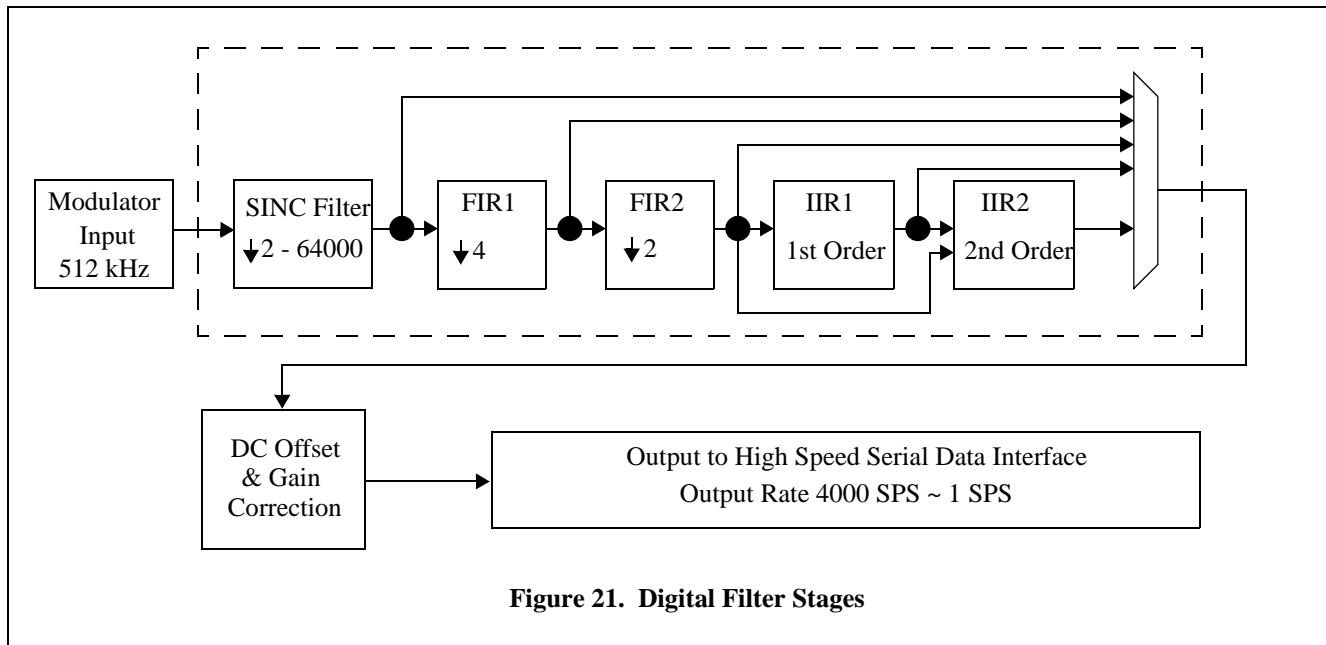 Modulator
Input
512 kHz
SINC Filter
↓2 - 64000
FIR1
↓4
FIR2
↓2
IIR1
1st Order
IIR2
2nd Order
DC Offset
& Gain
Correction
Output to High Speed Serial Data Interface
Output Rate 4000 SPS ~ 1 SPS
Figure 21. Digital Filter Stages